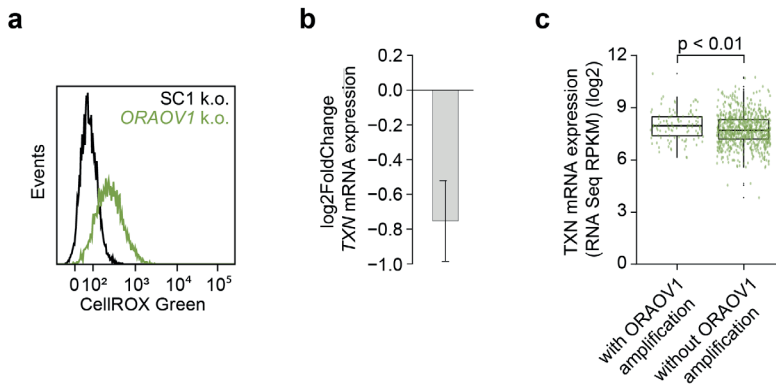 a
SC1 k.o.
ORAOV1 k.o.
Events
0 10² 10³ 10⁴ 10⁵
CellROX Green
b
log2FoldChange
TXN mRNA expression
0.2
0.0
−0.2
−0.4
−0.6
−0.8
−1.0
c
p < 0.01
TXN mRNA expression
(RNA Seq RPKM) (log2)
12
9
6
3
0
with ORAOV1
amplification
without ORAOV1
amplification